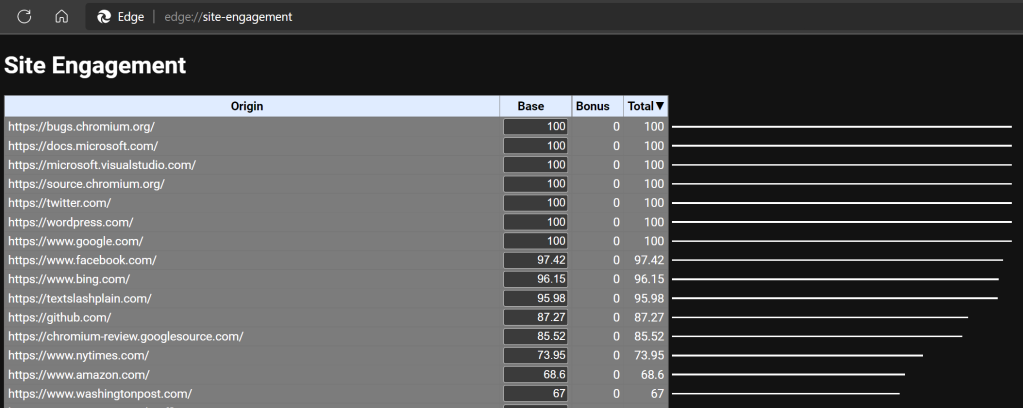 Edge | edge://site-engagement
Site Engagement
Origin Base Bonus Total▼
https://bugs.chromium.org/ 100 0 100
https://docs.microsoft.com/ 100 0 100
https://microsoft.visualstudio.com/ 100 0 100
https://source.chromium.org/ 100 0 100
https://twitter.com/ 100 0 100
https://wordpress.com/ 100 0 100
https://www.google.com/ 100 0 100
https://www.facebook.com/ 97.42 0 97.42
https://www.bing.com/ 96.15 0 96.15
https://textslashplain.com/ 95.98 0 95.98
https://github.com/ 87.27 0 87.27
https://chromium-review.googlesource.com/ 85.52 0 85.52
https://www.nytimes.com/ 73.95 0 73.95
https://www.amazon.com/ 68.6 0 68.6
https://www.washingtonpost.com/ 67 0 67